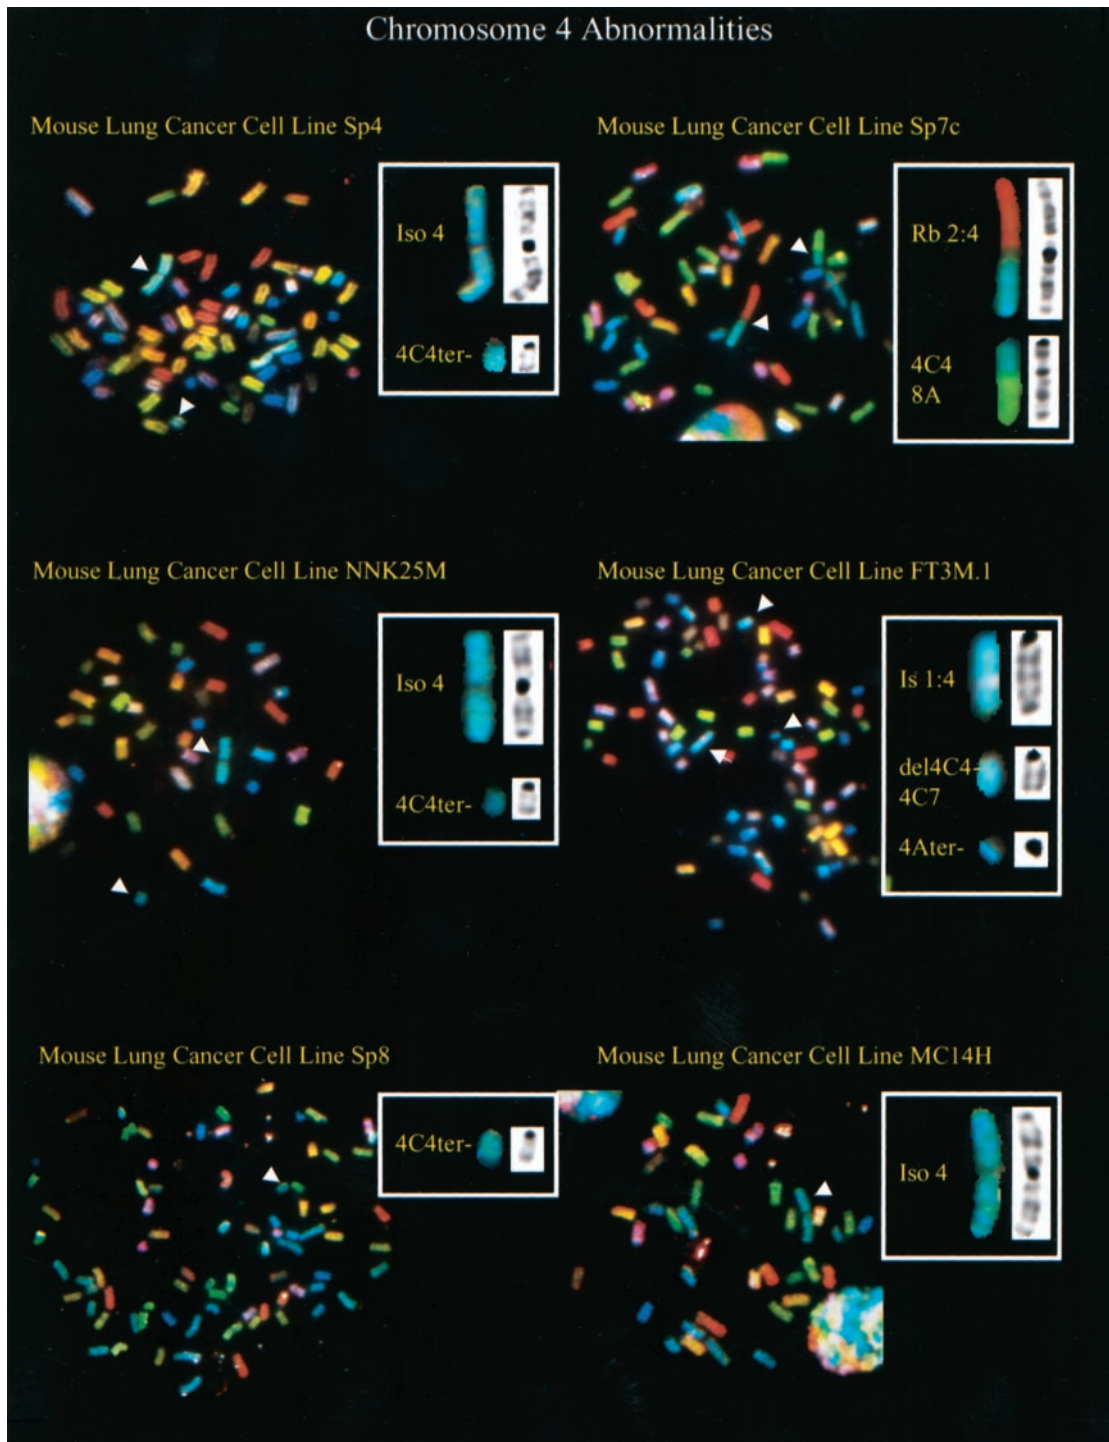 Chromosome 4 Abnormalities
Mouse Lung Cancer Cell Line Sp4
Iso 4
4C4ter-
Mouse Lung Cancer Cell Line Sp7c
Rb 2:4
4C4
8A
Mouse Lung Cancer Cell Line NNK25M
Iso 4
4C4ter-
Mouse Lung Cancer Cell Line FT3M.1
Is 1:4
del4C4-
4C7
4Ater-
Mouse Lung Cancer Cell Line Sp8
4C4ter-
Mouse Lung Cancer Cell Line MC14H
Iso 4